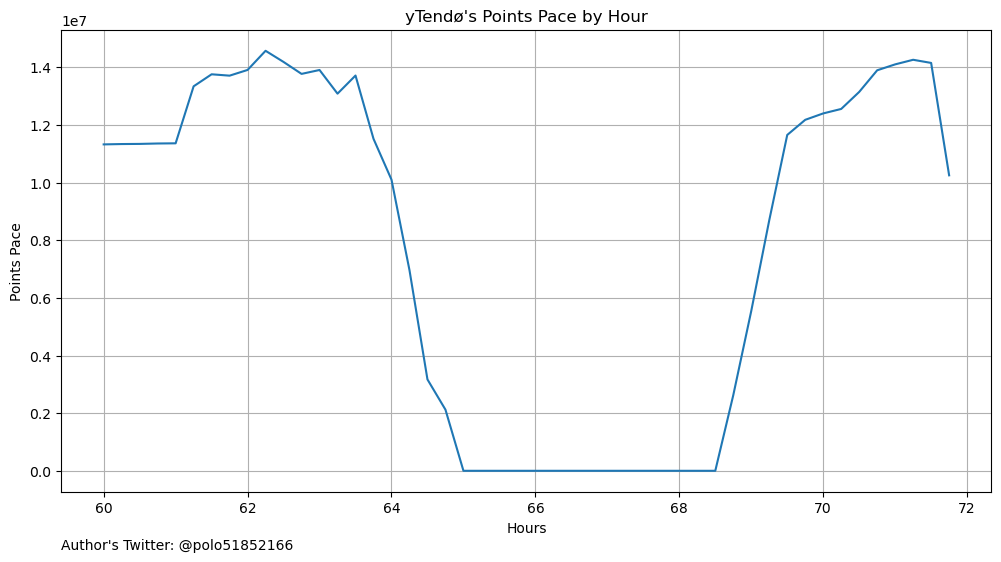 yTendø's Points Pace by Hour
1e7
1.4
1.2
1.0
0.8
0.6
0.4
0.2
0.0
Points Pace
60 62 64 66 68 70 72
Hours
Author's Twitter: @polo51852166